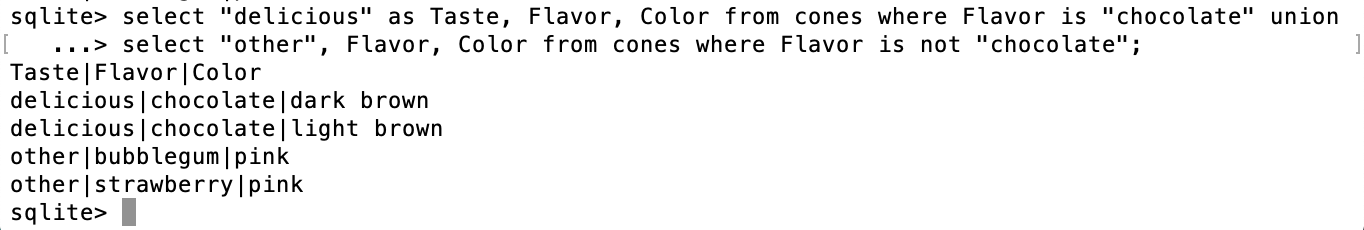 sqlite> select "delicious" as Taste, Flavor, Color from cones where Flavor is "chocolate" union
[   ...> select "other", Flavor, Color from cones where Flavor is not "chocolate"; ]
Taste|Flavor|Color
delicious|chocolate|dark brown
delicious|chocolate|light brown
other|bubblegum|pink
other|strawberry|pink
sqlite>